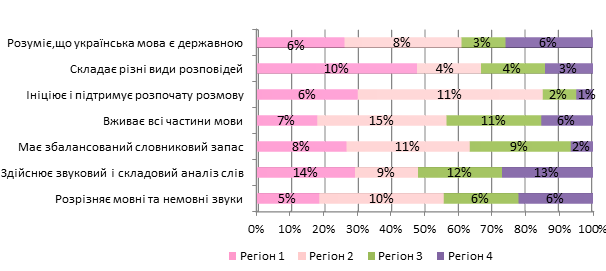 Розуміє,що українська мова є державною 6% 8% 3% 6%
Складає різні види розповідей 10% 4% 4% 3%
Ініціює і підтримує розпочату розмову 6% 11% 2% 1%
Вживає всі частини мови 7% 15% 11% 6%
Має збалансований словниковий запас 8% 11% 9% 2%
Здійснює звуковий і складовий аналіз слів 14% 9% 12% 13%
Розрізняє мовні та немовні звуки 5% 10% 6% 6%
0% 10% 20% 30% 40% 50% 60% 70% 80% 90% 100%
Регіон 1 Регіон 2 Регіон 3 Регіон 4